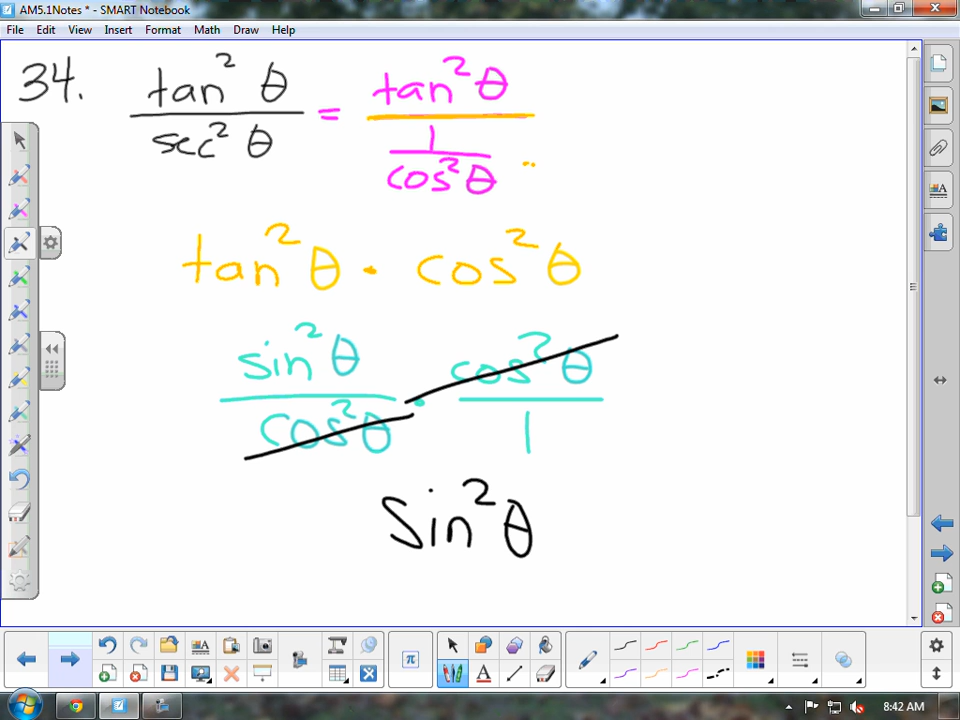 AM5.1Notes * - SMART Notebook
File Edit View Insert Format Math Draw Help
34. tan² θ / sec² θ = tan² θ / (1 / cos² θ)
tan² θ · cos² θ
sin² θ / cos² θ · cos² θ / 1
sin² θ
π
A
8:42 AM